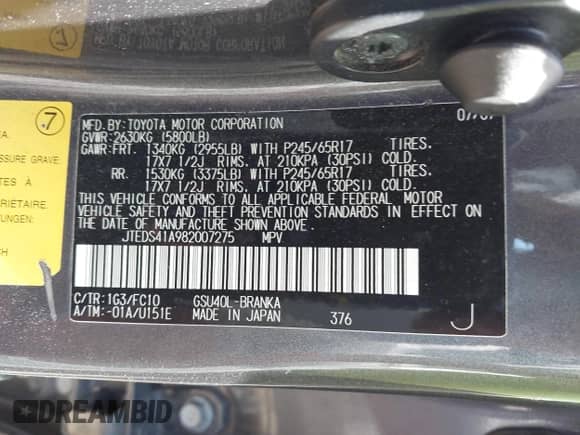 MFD.BY:TOYOTA MOTOR CORPORATION 07/07
GVWR:2630KG (5800LB)
GAWR:FRT. 1340KG (2955LB) WITH P245/65R17 TIRES.
17X7 1/2J RIMS. AT 210KPA (30PSI) COLD.
RR. 1530KG (3375LB) WITH P245/65R17 TIRES.
17X7 1/2J RIMS. AT 210KPA (30PSI) COLD.
THIS VEHICLE CONFORMS TO ALL APPLICABLE FEDERAL MOTOR
VEHICLE SAFETY AND THEFT PREVENTION STANDARDS IN EFFECT ON
THE DATE OF MANUFACTURE SHOWN ABOVE.
JTEDS41A982007275 MPV
C/TR:1G3/FC10 GSU40L-BRANKA
A/TM:-01A/U151E MADE IN JAPAN 376 J
.7
SSURE GRAVE
TES À
RIÉTAIRE
UNGEN:
CH
DREAMBID